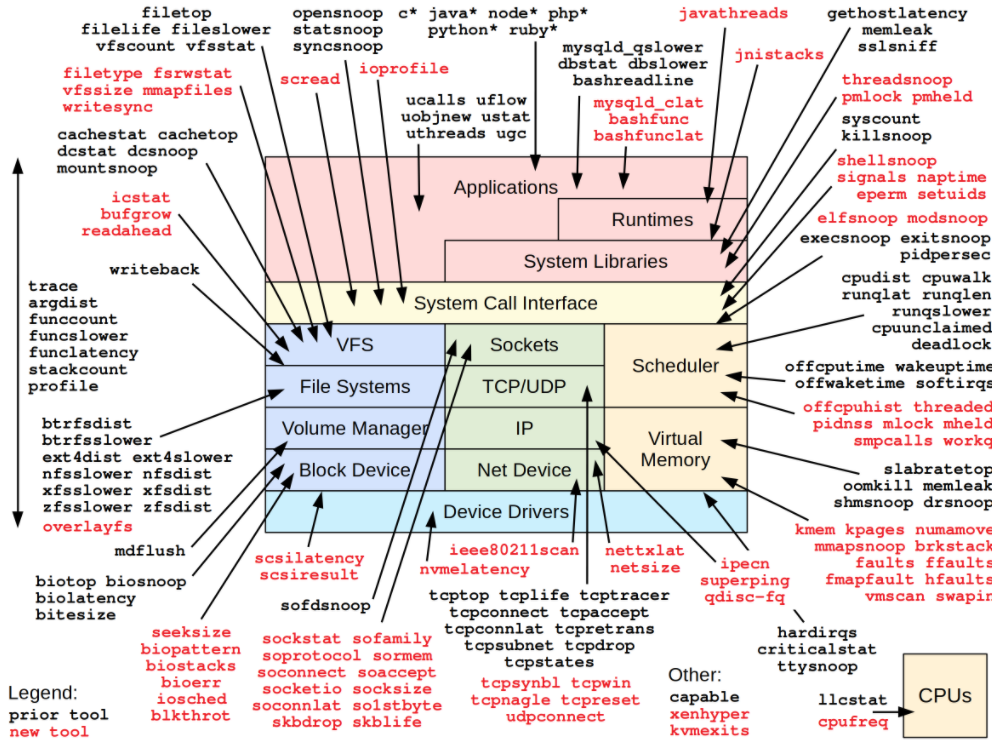 filetop
filelife fileslower
vfscount vfsstat
opensnoop
statsnoop
syncsnoop
c* java* node* php*
python* ruby*
javathreads
gethostlatency
memleak
sslsniff
filetype fsrwstat
vfssize mmapfiles
writesync
scread
ioprofile
mysqld_qslower
dbstat dbslower
bashreadline
jnistacks
threadsnoop
pmlock pmheld
ucalls uflow
uobjnew ustat
uthreads ugc
mysqld_clat
bashfunc
bashfunclat
syscount
killsnoop
cachestat cachetop
dcstat dcsnoop
mountsnoop
shellsnoop
signals naptime
eperm setuids
icstat
bufgrow
readahead
elfsnoop modsnoop
execsnoop exitsnoop
pidpersec
writeback
cpudist cpuwalk
runqlat runqlen
runqslower
cpuunclaimed
deadlock
trace
argdist
funccount
funcslower
funclatency
stackcount
profile
offcputime wakeuptime
offwaketime softirqs
offcpuhist threaded
pidnss mlock mheld
smpcalls workq
btrfsdist
btrfsslower
ext4dist ext4slower
nfsslower nfsdist
xfsslower xfsdist
zfsslower zfsdist
overlayfs
slabratetop
oomkill memleak
shmsnoop drsnoop
kmem kpages numamove
mmapsnoop brkstack
faults ffaults
fmapfault hfaults
vmscan swapin
Applications
Runtimes
System Libraries
System Call Interface
VFS
Sockets
Scheduler
File Systems
TCP/UDP
Volume Manager
IP
Virtual
Memory
Block Device
Net Device
Device Drivers
mdflush
scsilatency
scsiresult
nvmelatency
ieee80211scan
nettxlat
netsize
ipecn
superping
qdisc-fq
biotop biosnoop
biolatency
bitesize
sofdsnoop
tcptop tcplife tcptracer
tcpconnect tcpaccept
tcpconnlat tcpretrans
tcpsubnet tcpdrop
tcpstates
hardirqs
criticalstat
ttysnoop
seeksize
biopattern
biostacks
bioerr
iosched
blkthrot
sockstat sofamily
soprotocol sormem
soconnect soaccept
socketio socksize
soconnlat so1stbyte
skbdrop skblife
tcpsynbl tcpwin
tcpnagle tcpreset
udpconnect
Other:
capable
xenhyper
kvmexits
llcstat
cpufreq
CPUs
Legend:
prior tool
new tool